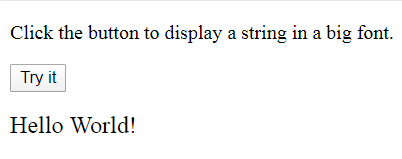 Click the button to display a string in a big font.
Try it
Hello World!